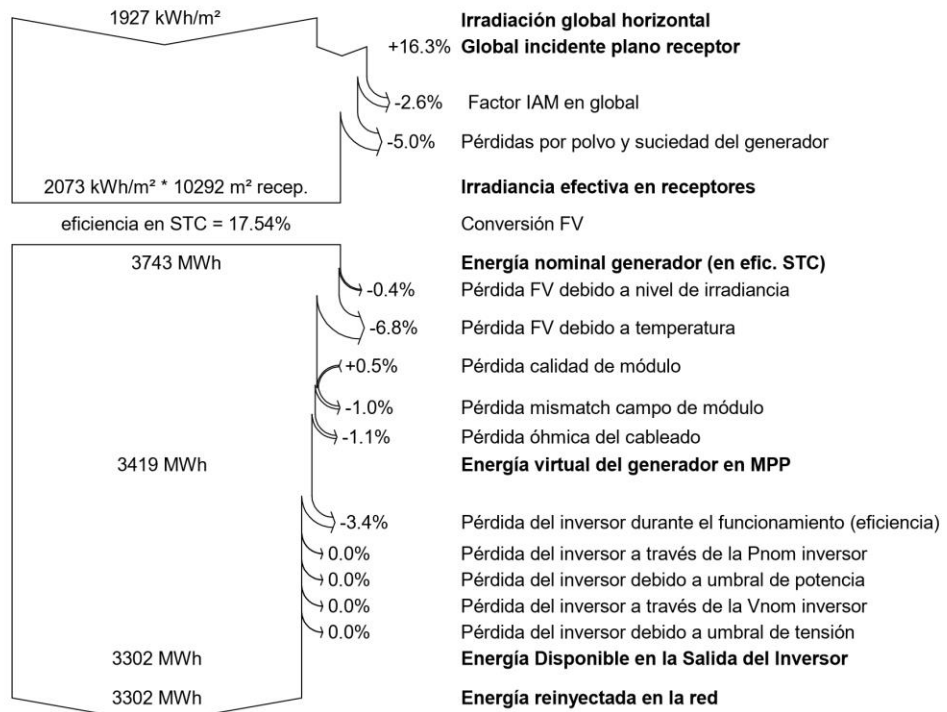 1927 kWh/m² Irradiación global horizontal
+16.3% Global incidente plano receptor
-2.6% Factor IAM en global
-5.0% Pérdidas por polvo y suciedad del generador
2073 kWh/m² * 10292 m² recep. Irradiancia efectiva en receptores
eficiencia en STC = 17.54% Conversión FV
3743 MWh Energía nominal generador (en efic. STC)
-0.4% Pérdida FV debido a nivel de irradiancia
-6.8% Pérdida FV debido a temperatura
+0.5% Pérdida calidad de módulo
-1.0% Pérdida mismatch campo de módulo
-1.1% Pérdida óhmica del cableado
3419 MWh Energía virtual del generador en MPP
-3.4% Pérdida del inversor durante el funcionamiento (eficiencia)
0.0% Pérdida del inversor a través de la Pnom inversor
0.0% Pérdida del inversor debido a umbral de potencia
0.0% Pérdida del inversor a través de la Vnom inversor
0.0% Pérdida del inversor debido a umbral de tensión
3302 MWh Energía Disponible en la Salida del Inversor
3302 MWh Energía reinyectada en la red